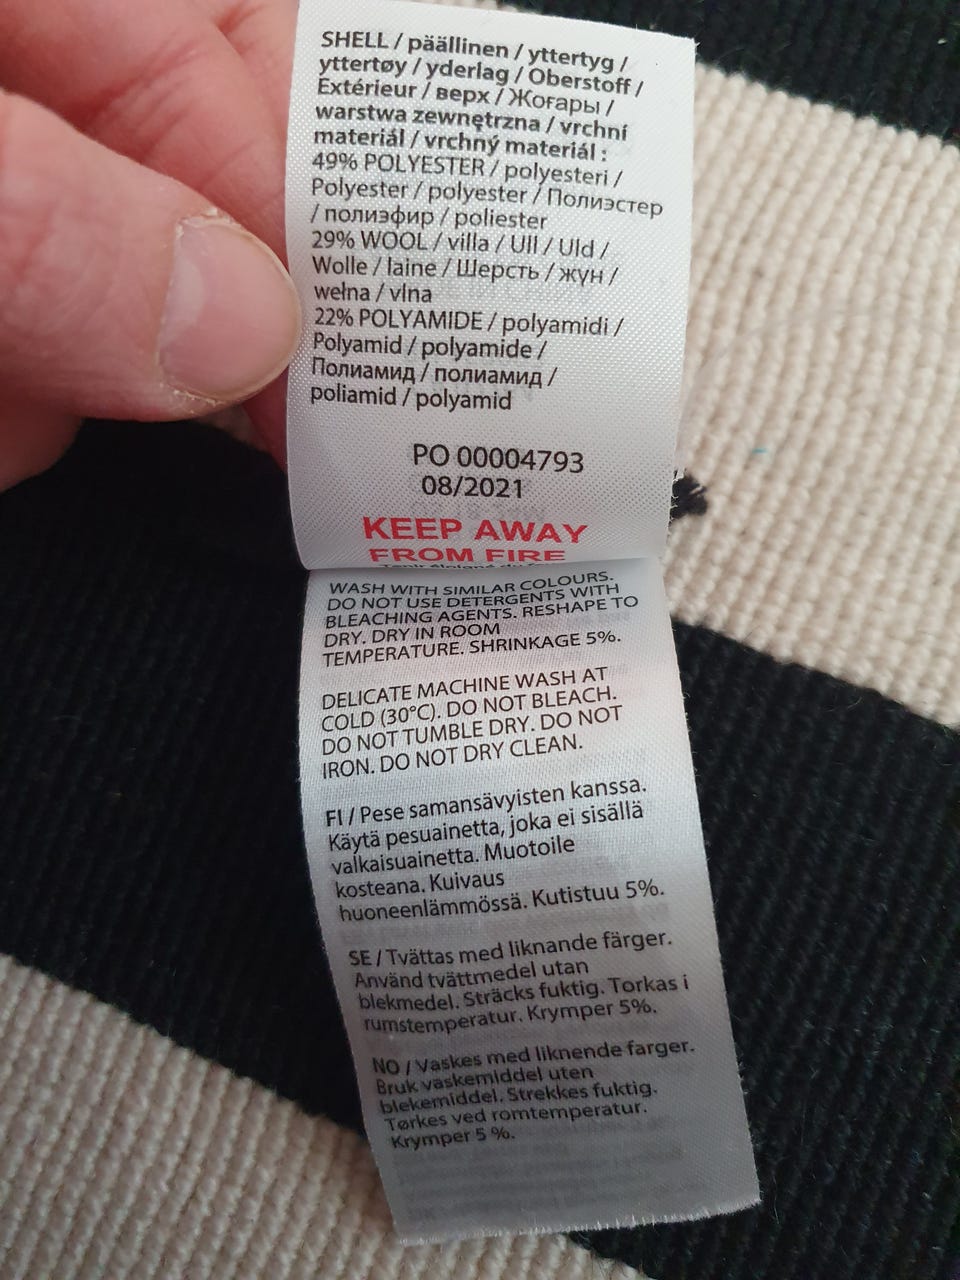 SHELL / päällinen / yttertyg /
yttertøy / yderlag / Oberstoff /
Extérieur / верх / Жоғары /
warstwa zewnętrzna / vrchní
materiál / vrchný materiál :
49% POLYESTER / polyesteri /
Polyester / polyester / Полиэстер
/ полиэфир / poliester
29% WOOL / villa / Ull / Uld /
Wolle / laine / Шерсть / жүн /
wełna / vlna
22% POLYAMIDE / polyamidi /
Polyamid / polyamide /
Полиамид / полиамид /
poliamid / polyamid
PO 00004793
08/2021
KEEP AWAY
FROM FIRE
WASH WITH SIMILAR COLOURS.
DO NOT USE DETERGENTS WITH
BLEACHING AGENTS. RESHAPE TO
DRY. DRY IN ROOM
TEMPERATURE. SHRINKAGE 5%.
DELICATE MACHINE WASH AT
COLD (30°C). DO NOT BLEACH.
DO NOT TUMBLE DRY. DO NOT
IRON. DO NOT DRY CLEAN.
FI / Pese samansävyisten kanssa.
Käytä pesuainetta, joka ei sisällä
valkaisuainetta. Muotoile
kosteana. Kuivaus
huoneenlämmössä. Kutistuu 5%.
SE / Tvättas med liknande färger.
Använd tvättmedel utan
blekmedel. Sträcks fuktig. Torkas i
rumstemperatur. Krymper 5%.
NO / Vaskes med liknende farger.
Bruk vaskemiddel uten
blekemiddel. Strekkes fuktig.
Tørkes ved romtemperatur.
Krymper 5 %.